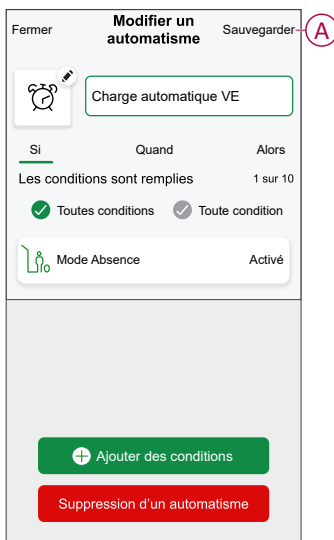 Fermer
Modifier un
automatisme
Sauvegarder
A
Charge automatique VE
Si Quand Alors
Les conditions sont remplies 1 sur 10
Toutes conditions Toute condition
Mode Absence Activé
Ajouter des conditions
Suppression d'un automatisme